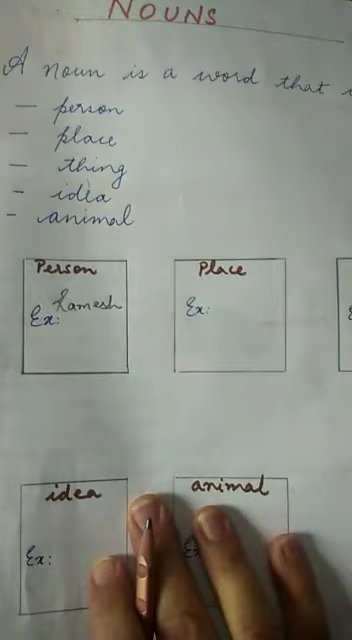 NOUNS
A noun is a word that
— person
— place
— thing
- idea
- animal
Person
Place
Ex: Ramesh
Ex:
idea
animal
Ex: